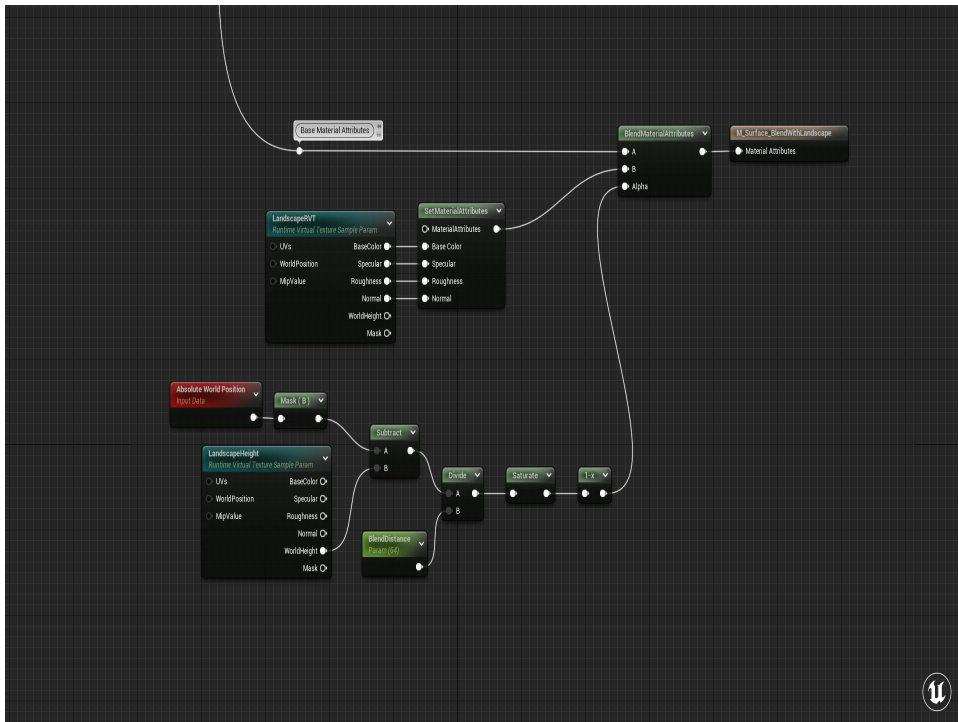 Base Material Attributes
BlendMaterialAttributes
A
B
Alpha
M_Surface_BlendWithLandscape
Material Attributes
LandscapeRVT
Runtime Virtual Texture Sample Param
UVs BaseColor
WorldPosition Specular
MipValue Roughness
Normal
WorldHeight
Mask
SetMaterialAttributes
MaterialAttributes
Base Color
Specular
Roughness
Normal
Absolute World Position
Input Data
Mask ( B )
Subtract
A
B
LandscapeHeight
Runtime Virtual Texture Sample Param
UVs BaseColor
WorldPosition Specular
MipValue Roughness
Normal
WorldHeight
Mask
Divide
A
B
Saturate
1-x
BlendDistance
Param (64)